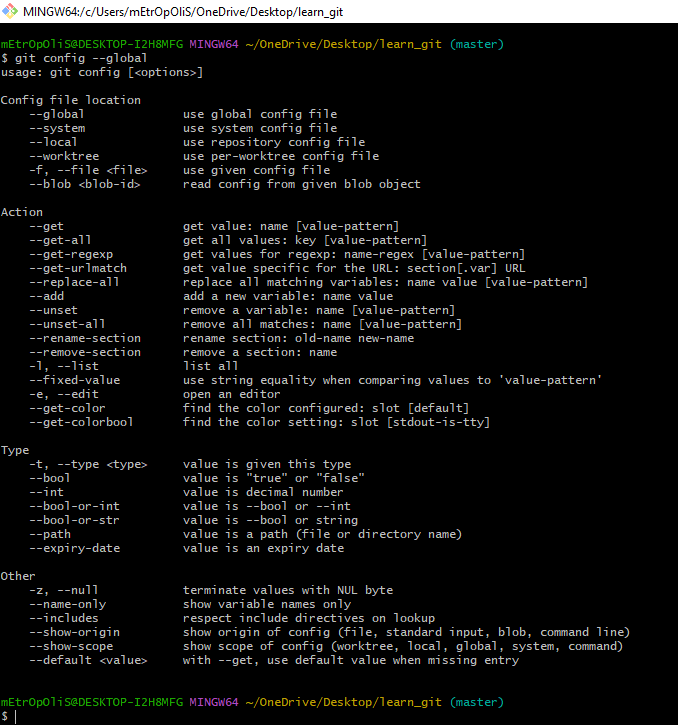 MINGW64:/c/Users/mEtrOpOliS/OneDrive/Desktop/learn_git
mEtrOpOliS@DESKTOP-I2H8MFG MINGW64 ~/OneDrive/Desktop/learn_git (master)
$ git config --global
usage: git config [<options>]
Config file location
--global use global config file
--system use system config file
--local use repository config file
--worktree use per-worktree config file
-f, --file <file> use given config file
--blob <blob-id> read config from given blob object
Action
--get get value: name [value-pattern]
--get-all get all values: key [value-pattern]
--get-regexp get values for regexp: name-regex [value-pattern]
--get-urlmatch get value specific for the URL: section[.var] URL
--replace-all replace all matching variables: name value [value-pattern]
--add add a new variable: name value
--unset remove a variable: name [value-pattern]
--unset-all remove all matches: name [value-pattern]
--rename-section rename section: old-name new-name
--remove-section remove a section: name
-l, --list list all
--fixed-value use string equality when comparing values to 'value-pattern'
-e, --edit open an editor
--get-color find the color configured: slot [default]
--get-colorbool find the color setting: slot [stdout-is-tty]
Type
-t, --type <type> value is given this type
--bool value is "true" or "false"
--int value is decimal number
--bool-or-int value is --bool or --int
--bool-or-str value is --bool or string
--path value is a path (file or directory name)
--expiry-date value is an expiry date
Other
-z, --null terminate values with NUL byte
--name-only show variable names only
--includes respect include directives on lookup
--show-origin show origin of config (file, standard input, blob, command line)
--show-scope show scope of config (worktree, local, global, system, command)
--default <value> with --get, use default value when missing entry
mEtrOpOliS@DESKTOP-I2H8MFG MINGW64 ~/OneDrive/Desktop/learn_git (master)
$